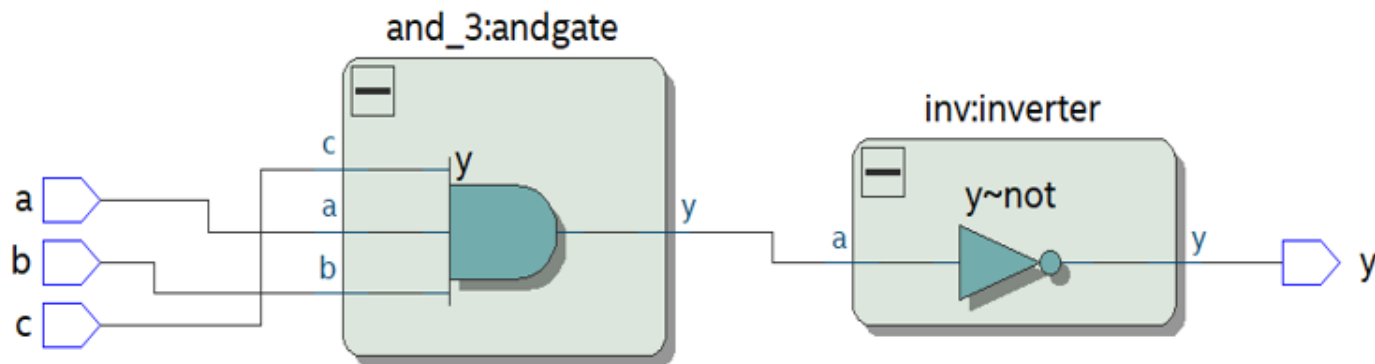 and_3:andgate
inv:inverter
c
y
y~not
a
a
y
a
y
b
b
y
c